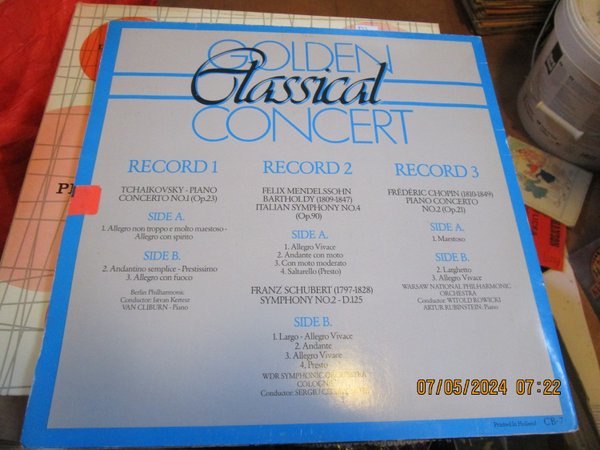 GOLDEN
Classical
CONCERT
RECORD 1
TCHAIKOVSKY - PIANO
CONCERTO NO.1 (Op.23)
SIDE A.
1. Allegro non troppo e molto maestoso -
Allegro con spirito
SIDE B.
2. Andantino semplice - Prestissimo
3. Allegro con fuoco
Berlin Philharmonic
Conductor: Istvan Kertesz
VAN CLIBURN - Piano
RECORD 2
FELIX MENDELSSOHN
BARTHOLDY (1809-1847)
ITALIAN SYMPHONY NO.4
(Op.90)
SIDE A.
1. Allegro Vivace
2. Andante con moto
3. Con moto moderato
4. Saltarello (Presto)
FRANZ SCHUBERT (1797-1828)
SYMPHONY NO.2 - D.125
SIDE B.
1. Largo - Allegro Vivace
2. Andante
3. Allegro Vivace
4. Presto
WDR SYMPHONIC ORCHESTRA
COLOGNE
Conductor: SERGIU
RECORD 3
FRÉDÉRIC CHOPIN (1810-1849)
PIANO CONCERTO
NO.2 (Op.21)
SIDE A.
1. Maestoso
SIDE B.
2. Larghetto
3. Allegro Vivace
WARSAW NATIONAL PHILHARMONIC
ORCHESTRA
Conductor: WITOLD ROWICKI
ARTUR RUBINSTEIN: Piano
Printed in Finland CB-7
07/05/2024 07:22